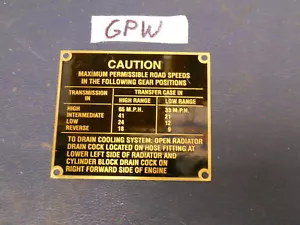 GPW
CAUTION
MAXIMUM PERMISSIBLE ROAD SPEEDS
IN THE FOLLOWING GEAR POSITIONS
TRANSMISSION IN TRANSFER CASE IN
HIGH RANGE LOW RANGE
HIGH 65 M.P.H. 33 M.P.H.
INTERMEDIATE 41 21
LOW 24 12
REVERSE 18 9
TO DRAIN COOLING SYSTEM; OPEN RADIATOR
DRAIN COCK LOCATED ON HOSE FITTING AT
LOWER LEFT SIDE OF RADIATOR AND
CYLINDER BLOCK DRAIN COCK ON
RIGHT FORWARD SIDE OF ENGINE